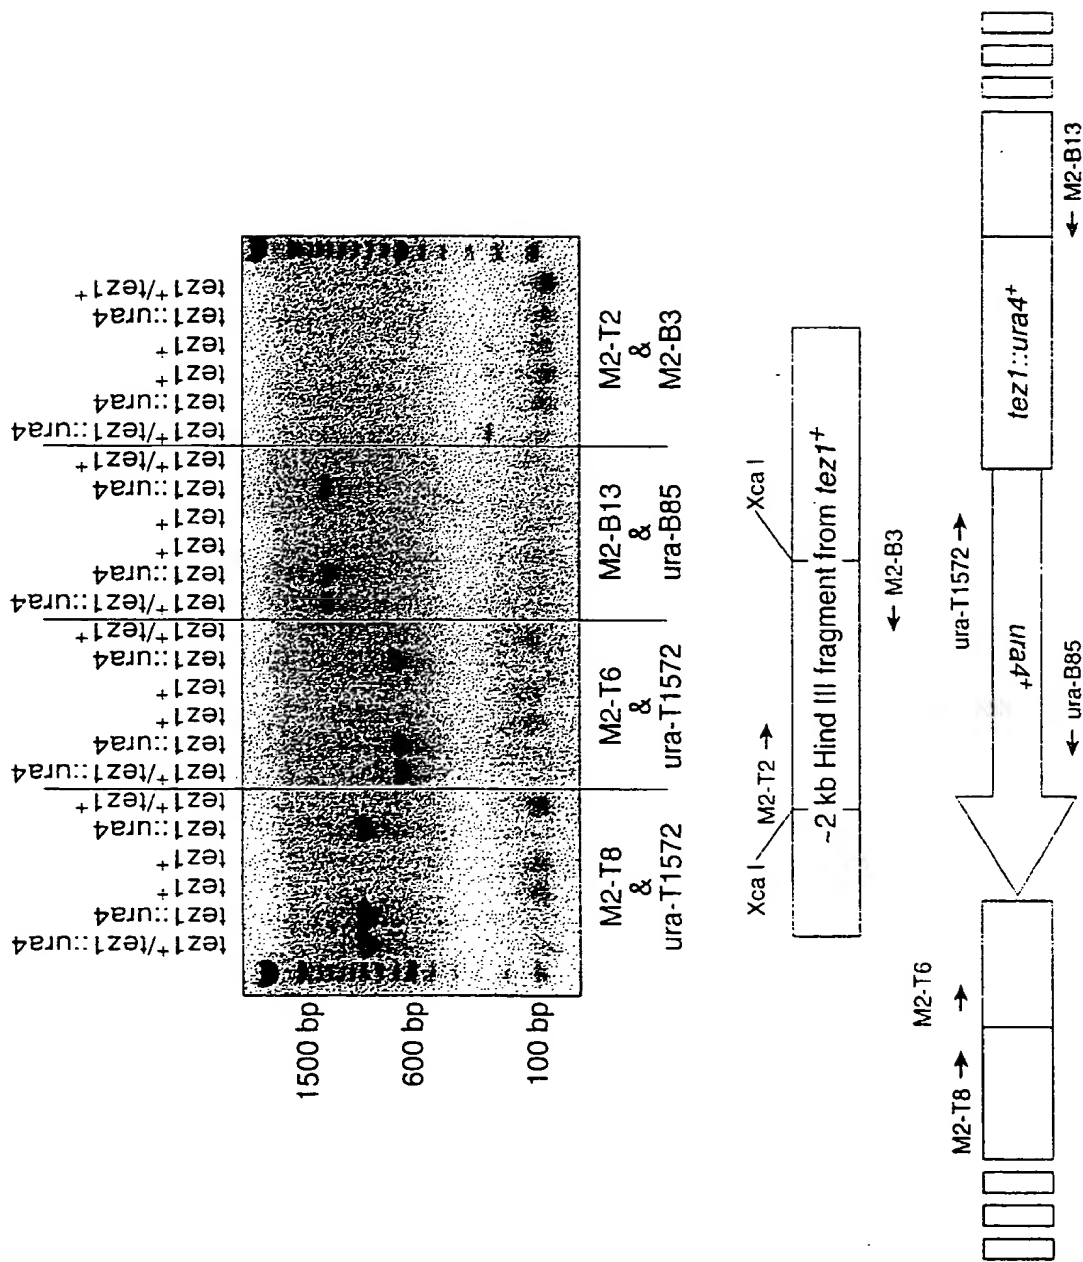 tez1⁺/tez1::ura4
tez1::ura4
tez1⁺
tez1⁺
tez1::ura4
tez1⁺/tez1⁺
tez1⁺/tez1::ura4
tez1::ura4
tez1⁺
tez1⁺
tez1::ura4
tez1⁺/tez1⁺
tez1⁺/tez1::ura4
tez1::ura4
tez1⁺
tez1⁺
tez1::ura4
tez1⁺/tez1⁺
tez1⁺/tez1::ura4
tez1::ura4
tez1⁺
tez1⁺
tez1::ura4
tez1⁺/tez1⁺
1500 bp
600 bp
100 bp
M2-T8
&
ura-T1572
M2-T6
&
ura-T1572
M2-B13
&
ura-B85
M2-T2
&
M2-B3
Xca I
M2-T2
Xca I
~2 kb Hind III fragment from tez1⁺
M2-B3
M2-T8
M2-T6
ura-T1572
ura4⁺
tez1::ura4⁺
ura-B85
M2-B13